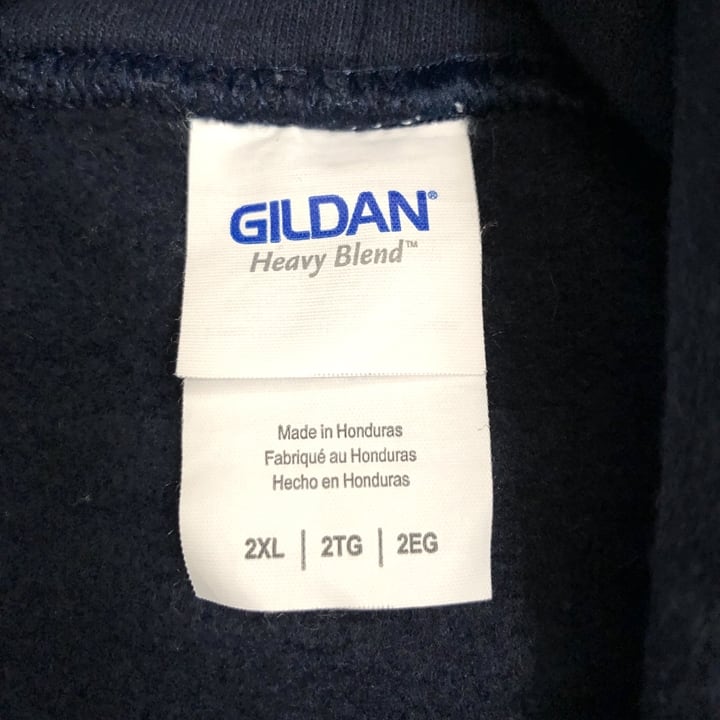 GILDAN®
Heavy Blend™
Made in Honduras
Fabriqué au Honduras
Hecho en Honduras
2XL | 2TG | 2EG